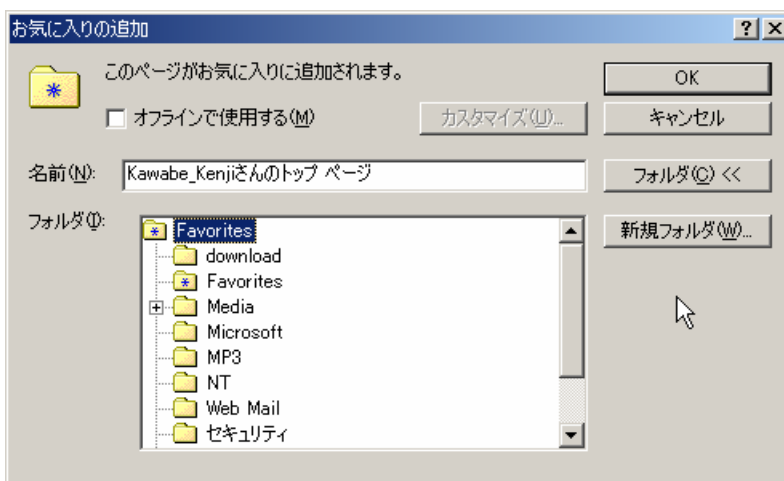 お気に入りの追加
このページがお気に入りに追加されます。
OK
オフラインで使用する(M)
カスタマイズ(U)...
キャンセル
名前(N):
Kawabe_Kenjiさんのトップ ページ
フォルダ(C) <<
フォルダ(I):
Favorites
新規フォルダ(W)...
download
Favorites
Media
Microsoft
MP3
NT
Web Mail
セキュリティ